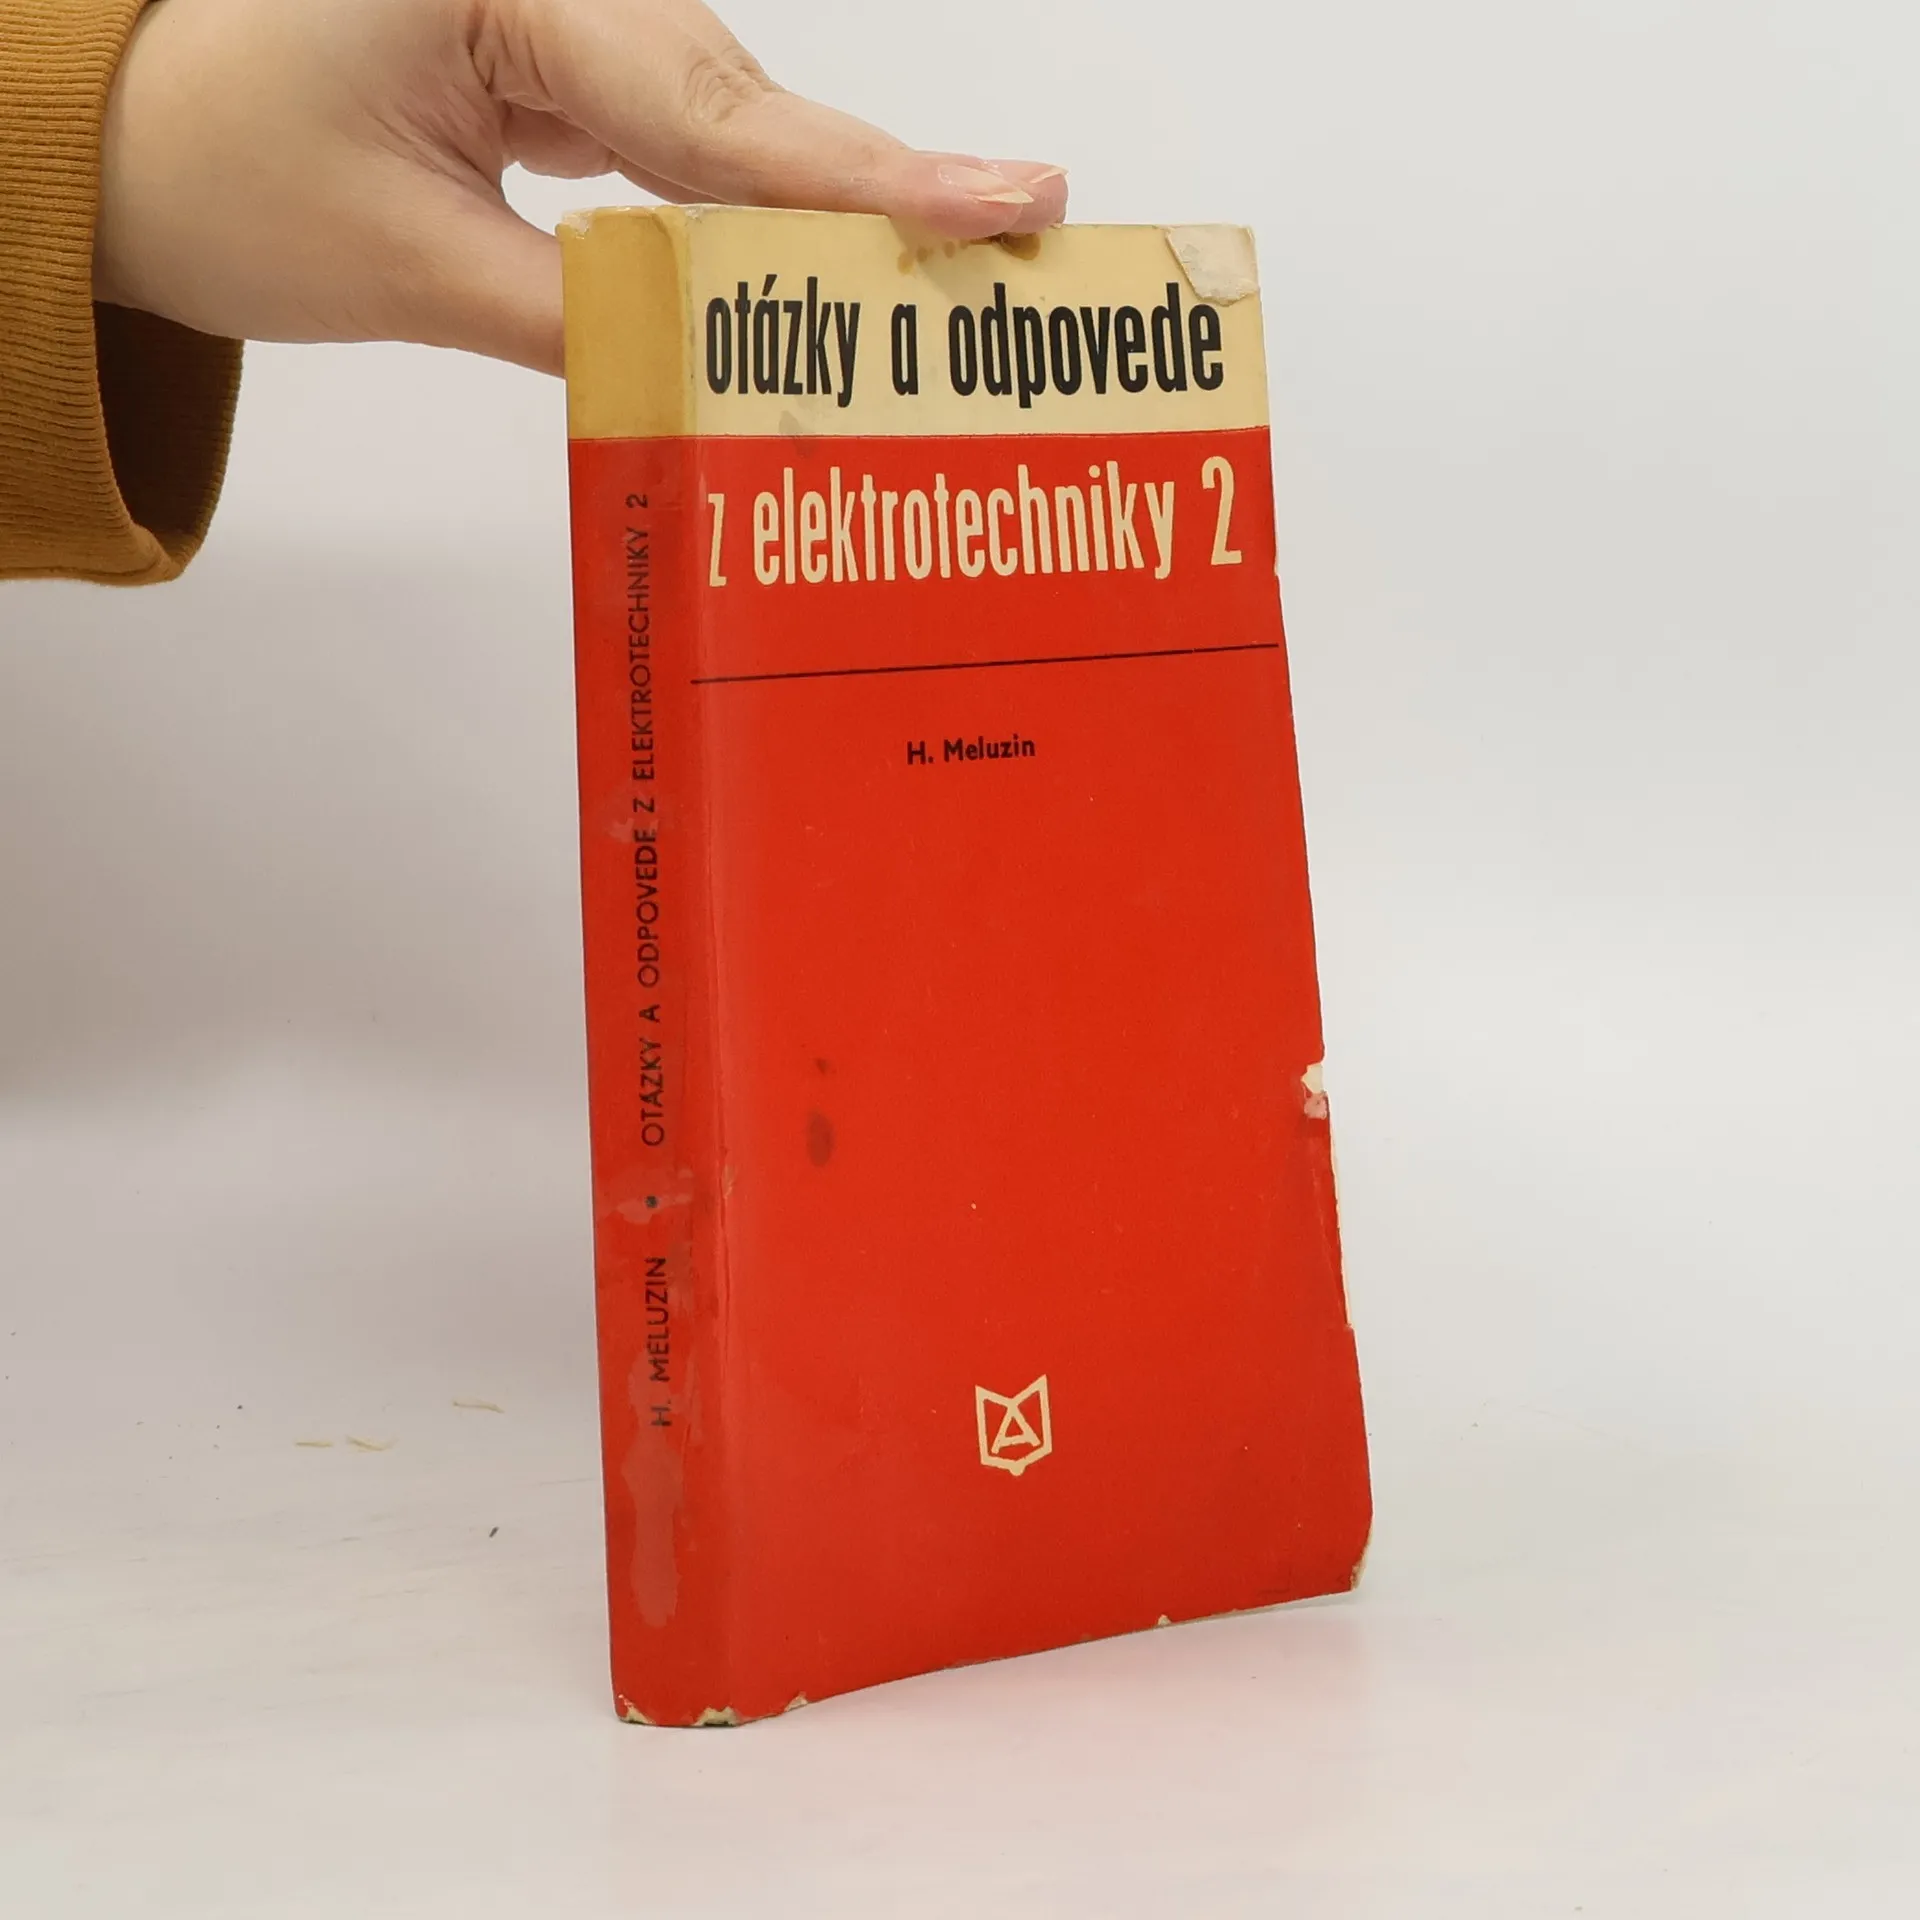 otázky a odpovede
z elektrotechniky 2
H. Meluzin
H. MELUZIN • OTÁZKY A ODPOVEDE Z ELEKTROTECHNIKY 2